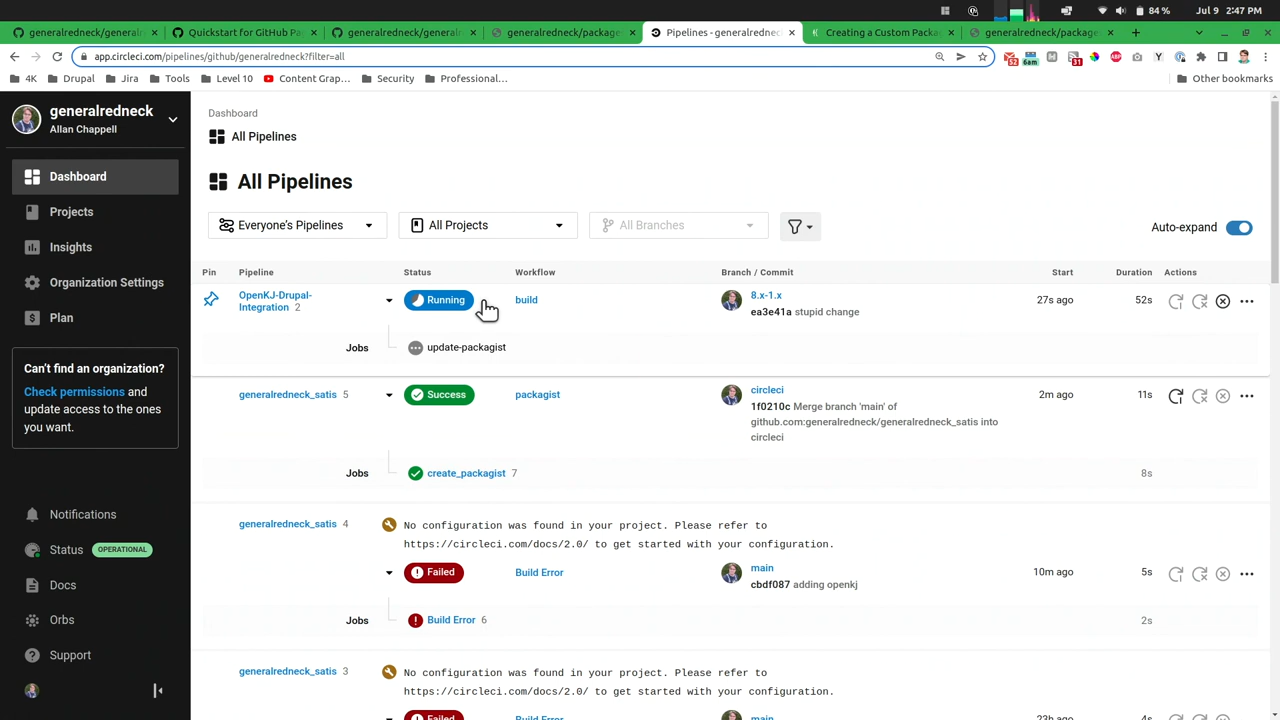 84 %
Jul 9 2:47 PM
generalredneck/general
Quickstart for GitHub Pa
generalredneck/general
generalredneck/package
Pipelines - generalredne
Creating a Custom Packa
generalredneck/package
app.circleci.com/pipelines/github/generalredneck?filter=all
4K
Drupal
Jira
Tools
Level 10
Content Grap...
Security
Professional...
Other bookmarks
generalredneck
Allan Chappell
Dashboard
Projects
Insights
Organization Settings
Plan
Can't find an organization?
Check permissions and
update access to the ones
you want.
Notifications
Status OPERATIONAL
Docs
Orbs
Support
Dashboard
All Pipelines
All Pipelines
Everyone's Pipelines
All Projects
All Branches
Auto-expand
Pin Pipeline Status Workflow Branch / Commit Start Duration Actions
OpenKJ-Drupal-
Integration 2
Running
build
8.x-1.x
ea3e41a stupid change
27s ago
52s
Jobs
update-packagist
generalredneck_satis 5
Success
packagist
circleci
1f0210c Merge branch 'main' of
github.com:generalredneck/generalredneck_satis into
circleci
2m ago
11s
Jobs
create_packagist 7
8s
generalredneck_satis 4
No configuration was found in your project. Please refer to
https://circleci.com/docs/2.0/ to get started with your configuration.
Failed
Build Error
main
cbdf087 adding openkj
10m ago
5s
Jobs
Build Error 6
2s
generalredneck_satis 3
No configuration was found in your project. Please refer to
https://circleci.com/docs/2.0/ to get started with your configuration.
Failed
Build Error
main
23h ago
4s